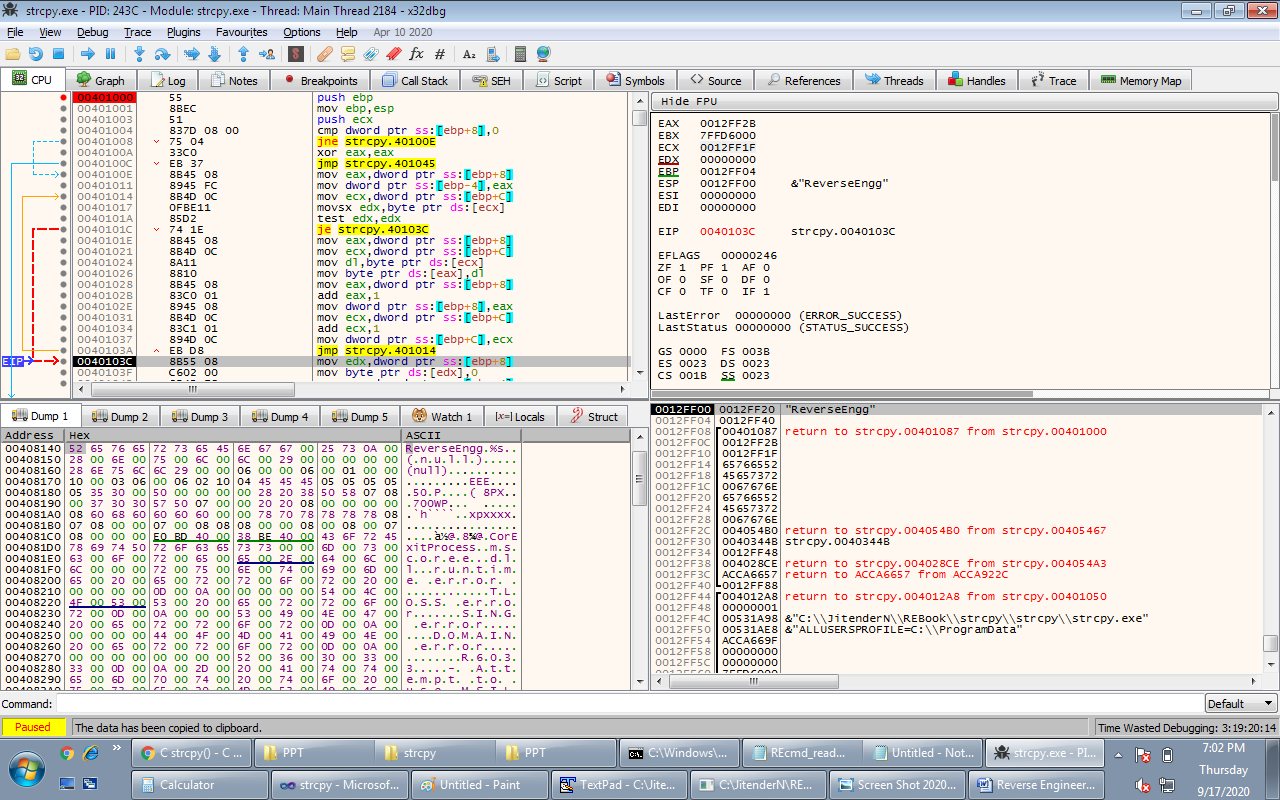 strcpy.exe - PID: 243C - Module: strcpy.exe - Thread: Main Thread 2184 - x32dbg
File View Debug Trace Plugins Favourites Options Help Apr 10 2020
CPU Graph Log Notes Breakpoints Call Stack SEH Script Symbols Source References Threads Handles Trace Memory Map
00401000 55 push ebp
00401001 8BEC mov ebp,esp
00401003 51 push ecx
00401004 837D 08 00 cmp dword ptr ss:[ebp+8],0
00401008 75 04 jne strcpy.40100E
0040100A 33C0 xor eax,eax
0040100C EB 37 jmp strcpy.401045
0040100E 8B45 08 mov eax,dword ptr ss:[ebp+8]
00401011 8945 FC mov dword ptr ss:[ebp-4],eax
00401014 8B4D 0C mov ecx,dword ptr ss:[ebp+C]
00401017 0FBE11 movsx edx,byte ptr ds:[ecx]
0040101A 85D2 test edx,edx
0040101C 74 1E je strcpy.40103C
0040101E 8B45 08 mov eax,dword ptr ss:[ebp+8]
00401021 8B4D 0C mov ecx,dword ptr ss:[ebp+C]
00401024 8A11 mov dl,byte ptr ds:[ecx]
00401026 8810 mov byte ptr ds:[eax],dl
00401028 8B45 08 mov eax,dword ptr ss:[ebp+8]
0040102B 83C0 01 add eax,1
0040102E 8945 08 mov dword ptr ss:[ebp+8],eax
00401031 8B4D 0C mov ecx,dword ptr ss:[ebp+C]
00401034 83C1 01 add ecx,1
00401037 894D 0C mov dword ptr ss:[ebp+C],ecx
0040103A EB D8 jmp strcpy.401014
EIP 0040103C 8B55 08 mov edx,dword ptr ss:[ebp+8]
0040103F C602 00 mov byte ptr ds:[edx],0
Hide FPU
EAX 0012FF2B
EBX 7FFD6000
ECX 0012FF1F
EDX 00000000
EBP 0012FF04
ESP 0012FF00 &"ReverseEngg"
ESI 00000000
EDI 00000000
EIP 0040103C strcpy.0040103C
EFLAGS 00000246
ZF 1 PF 1 AF 0
OF 0 SF 0 DF 0
CF 0 TF 0 IF 1
LastError 00000000 (ERROR_SUCCESS)
LastStatus 00000000 (STATUS_SUCCESS)
GS 0000 FS 003B
ES 0023 DS 0023
CS 001B SS 0023
Dump 1 Dump 2 Dump 3 Dump 4 Dump 5 Watch 1 [x=] Locals Struct
Address Hex ASCII
00408140 52 65 76 65 72 73 65 45 6E 67 67 00 25 73 0A 00 ReverseEngg.%s..
00408150 28 00 6E 00 75 00 6C 00 6C 00 29 00 00 00 00 00 (.n.u.l.l.).....
00408160 28 6E 75 6C 6C 29 00 00 06 00 00 06 00 01 00 00 (null)..........
00408170 10 00 03 06 00 06 02 10 04 45 45 45 05 05 05 05 .........EEE....
00408180 05 35 30 00 50 00 00 00 00 28 20 38 50 58 07 08 .50.P....( 8PX..
00408190 00 37 30 30 57 50 07 00 00 20 20 08 00 00 00 00 .700WP...  .....
004081A0 08 60 68 60 60 60 60 00 00 78 70 78 78 78 78 08 .`h````..xpxxxx.
004081B0 07 08 00 00 07 00 08 08 08 00 00 08 00 08 00 07 ................
004081C0 08 00 00 00 E0 BD 40 00 38 BE 40 00 43 6F 72 45 ....à½@.8¾@.CorE
004081D0 78 69 74 50 72 6F 63 65 73 73 00 00 6D 00 73 00 xitProcess..m.s.
004081E0 63 00 6F 00 72 00 65 00 65 00 2E 00 64 00 6C 00 c.o.r.e.e...d.l.
004081F0 6C 00 00 00 72 00 75 00 6E 00 74 00 69 00 6D 00 l...r.u.n.t.i.m.
00408200 65 00 20 00 65 00 72 00 72 00 6F 00 72 00 20 00 e. .e.r.r.o.r. .
00408210 00 00 00 00 0D 00 0A 00 00 00 00 00 54 00 4C 00 ............T.L.
00408220 4F 00 53 00 53 00 20 00 65 00 72 00 72 00 6F 00 O.S.S. .e.r.r.o.
00408230 72 00 0D 00 0A 00 00 00 53 00 49 00 4E 00 47 00 r.......S.I.N.G.
00408240 20 00 65 00 72 00 72 00 6F 00 72 00 0D 00 0A 00 .e.r.r.o.r.....
00408250 00 00 00 00 44 00 4F 00 4D 00 41 00 49 00 4E 00 ....D.O.M.A.I.N.
00408260 20 00 65 00 72 00 72 00 6F 00 72 00 0D 00 0A 00 .e.r.r.o.r.....
00408270 00 00 00 00 00 00 00 00 52 00 36 00 30 00 33 00 ........R.6.0.3.
00408280 33 00 0D 00 0A 00 2D 00 20 00 41 00 74 00 74 00 3.....-. .A.t.t.
00408290 65 00 6D 00 70 00 74 00 20 00 74 00 6F 00 20 00 e.m.p.t. .t.o. .
0012FF00 0012FF20 "ReverseEngg"
0012FF04 0012FF40
0012FF08 00401087 return to strcpy.00401087 from strcpy.00401000
0012FF0C 0012FF2B
0012FF10 0012FF1F
0012FF14 65766552
0012FF18 45657372
0012FF1C 0067676E
0012FF20 65766552
0012FF24 45657372
0012FF28 0067676E
0012FF2C 004054B0 return to strcpy.004054B0 from strcpy.00405467
0012FF30 0040344B strcpy.0040344B
0012FF34 0012FF48
0012FF38 004028CE return to strcpy.004028CE from strcpy.004054A3
0012FF3C ACCA6657 return to ACCA6657 from ACCA922C
0012FF40 0012FF88
0012FF44 004012A8 return to strcpy.004012A8 from strcpy.00401050
0012FF48 00000001
0012FF4C 00531A98 &"C:\\JitenderN\\REBook\\strcpy\\strcpy\\strcpy.exe"
0012FF50 00531AE8 &"ALLUSERSPROFILE=C:\\ProgramData"
0012FF54 ACCA669F
0012FF58 00000000
0012FF5C 00000000
Command: Default
Paused The data has been copied to clipboard. Time Wasted Debugging: 3:19:20:14
C strcpy() - C ... PPT strcpy PPT C:\Windows\... REcmd_read... Untitled - Not... strcpy.exe - PI... 7:02 PM
Thursday
Calculator strcpy - Microsof... Untitled - Paint TextPad - C:\Jite... C:\JitenderN\RE... Screen Shot 2020... Reverse Engineer... 9/17/2020